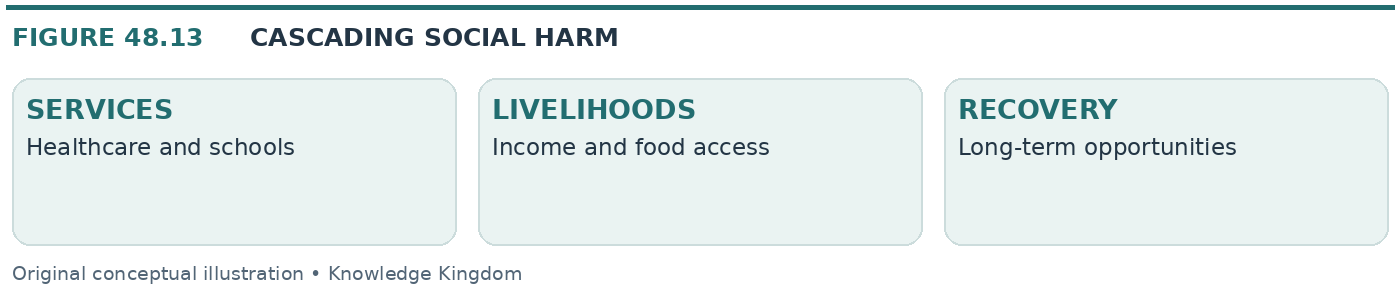 FIGURE 48.13 CASCADING SOCIAL HARM
SERVICES
Healthcare and schools
LIVELIHOODS
Income and food access
RECOVERY
Long-term opportunities
Original conceptual illustration • Knowledge Kingdom